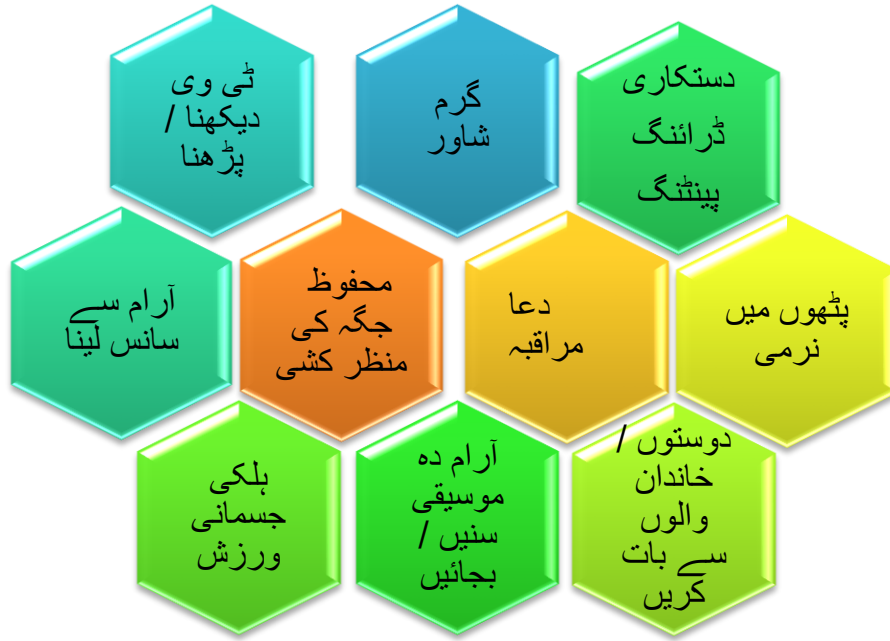 دستکاری
ڈرائنگ
پینٹنگ
گرم
شاور
ٹی وی
دیکھنا /
پڑھنا
پٹھوں میں
نرمی
دعا
مراقبہ
محفوظ
جگہ کی
منظر کشی
آرام سے
سانس لینا
دوستوں /
خاندان
والوں
سے بات
کریں
آرام دہ
موسیقی
سنیں /
بجائیں
ہلکی
جسمانی
ورزش